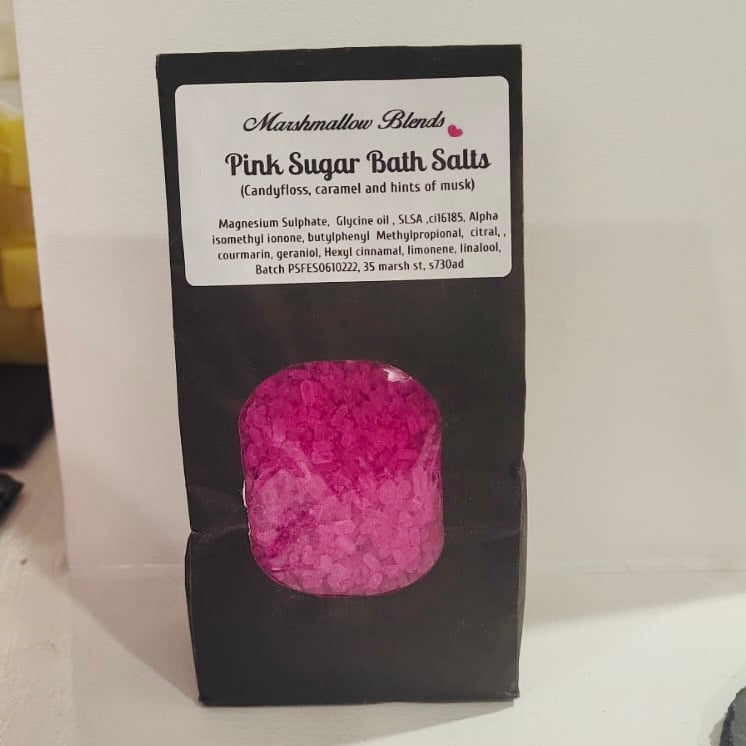 Marshmallow Blends
Pink Sugar Bath Salts
(Candyfloss, caramel and hints of musk)
Magnesium Sulphate, Glycine oil , SLSA ,ci16185, Alpha
isomethyl ionone, butylphenyl Methylpropional, citral, ,
courmarin, geraniol, Hexyl cinnamal, limonene, linalool,
Batch PSFES0610222, 35 marsh st, s730ad